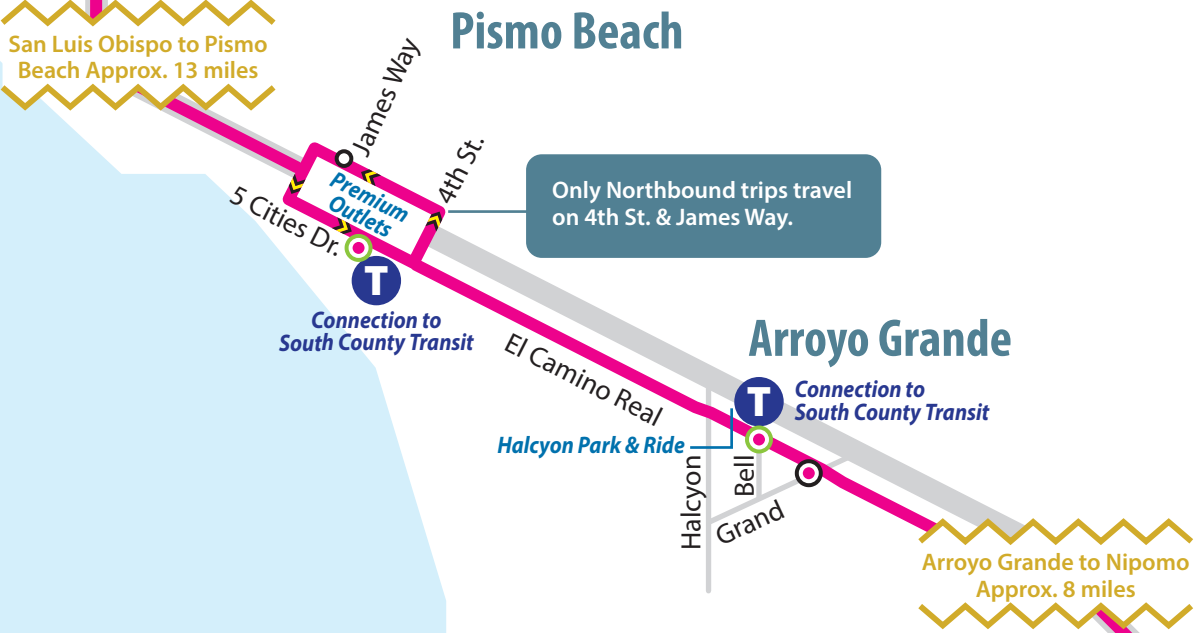 Pismo Beach
San Luis Obispo to Pismo
Beach Approx. 13 miles
James Way
4th St.
Premium
Outlets
5 Cities Dr.
Only Northbound trips travel
on 4th St. & James Way.
T
Connection to
South County Transit
El Camino Real
Arroyo Grande
T
Connection to
South County Transit
Halcyon Park & Ride
Halcyon
Bell
Grand
Arroyo Grande to Nipomo
Approx. 8 miles